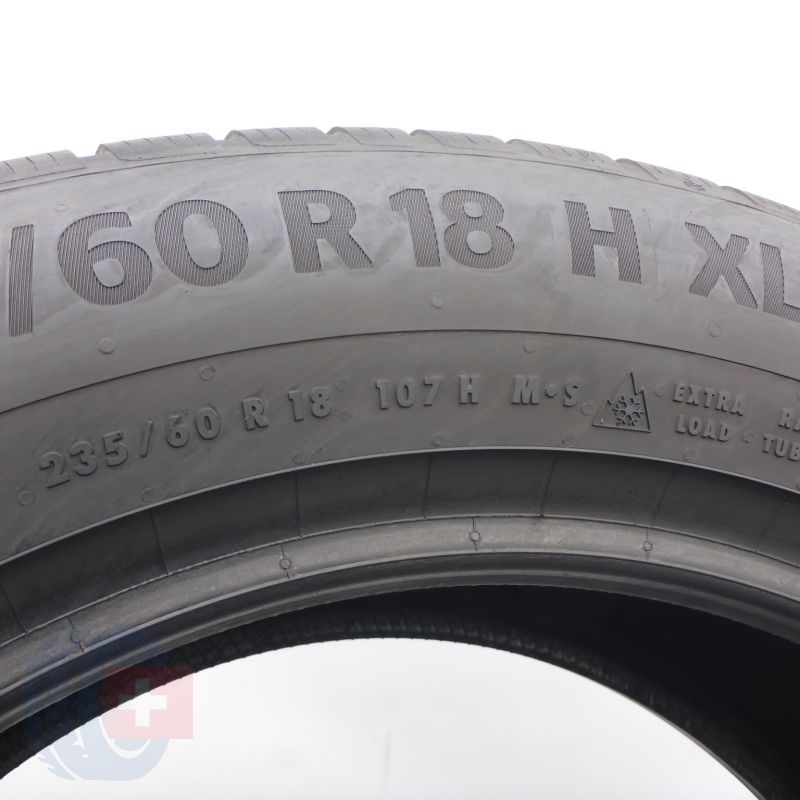 /60 R 18 H XL
235/60 R 18 107 H M•S EXTRA
LOAD